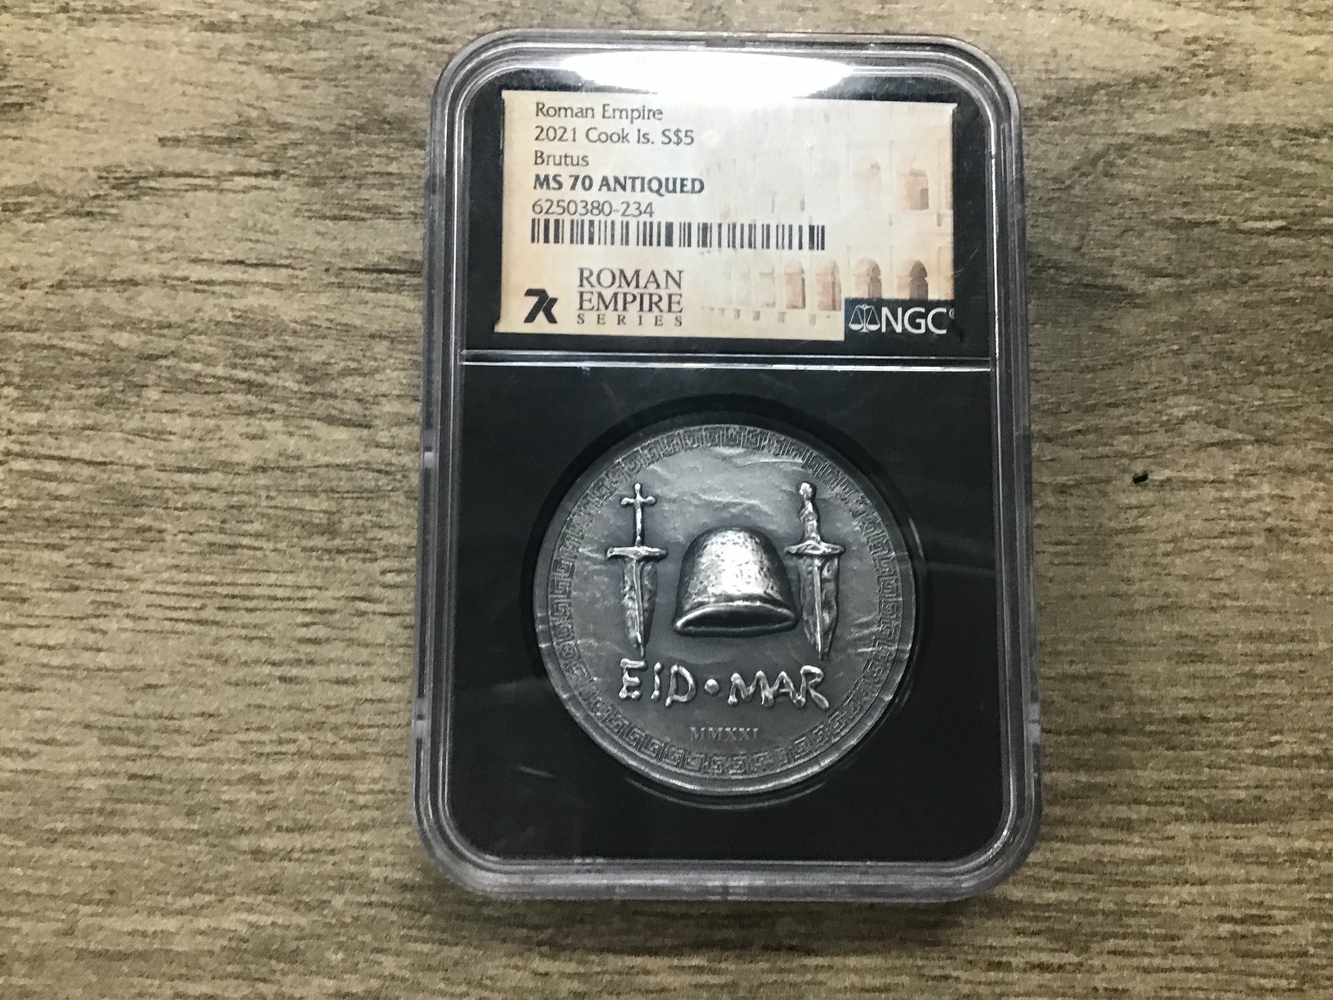 Roman Empire
2021 Cook Is. S$5
Brutus
MS 70 ANTIQUED
6250380-234
7k
ROMAN
EMPIRE
SERIES
NGC
EID·MAR
MMXXI